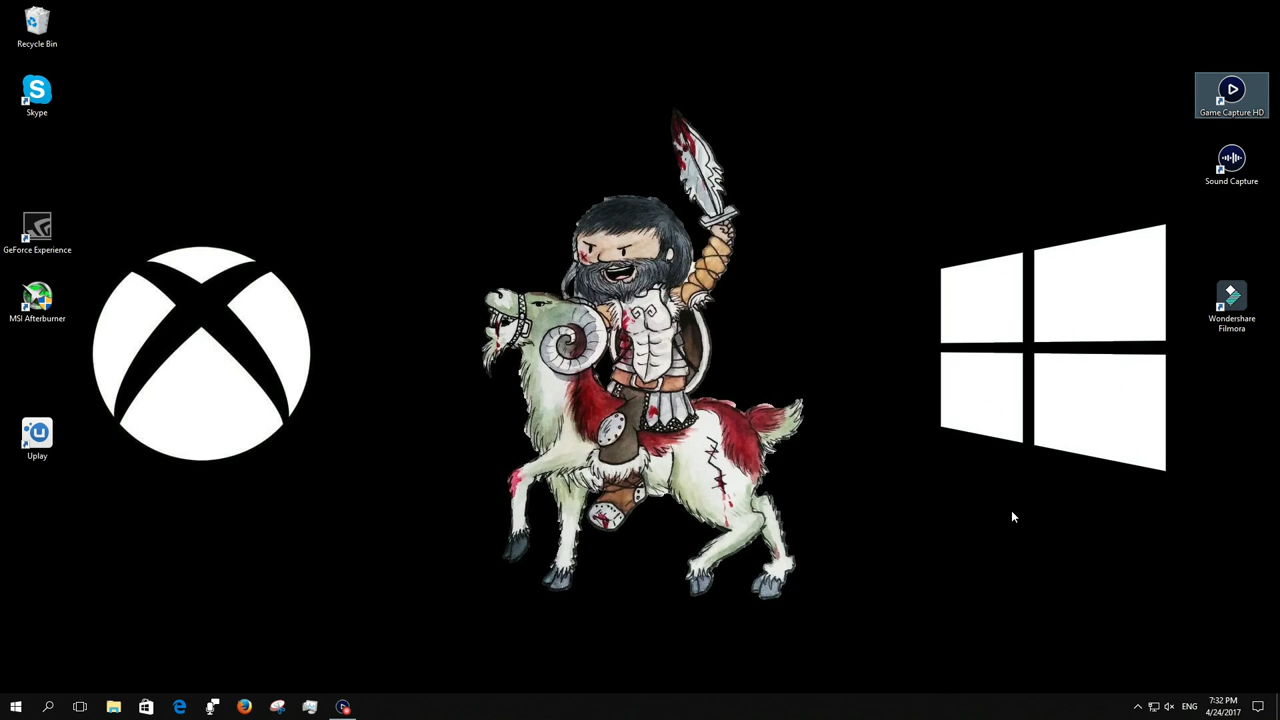 Recycle Bin
Skype
GeForce Experience
MSI Afterburner
Uplay
Game Capture HD
Sound Capture
Wondershare
Filmora
ENG
7:32 PM
4/24/2017